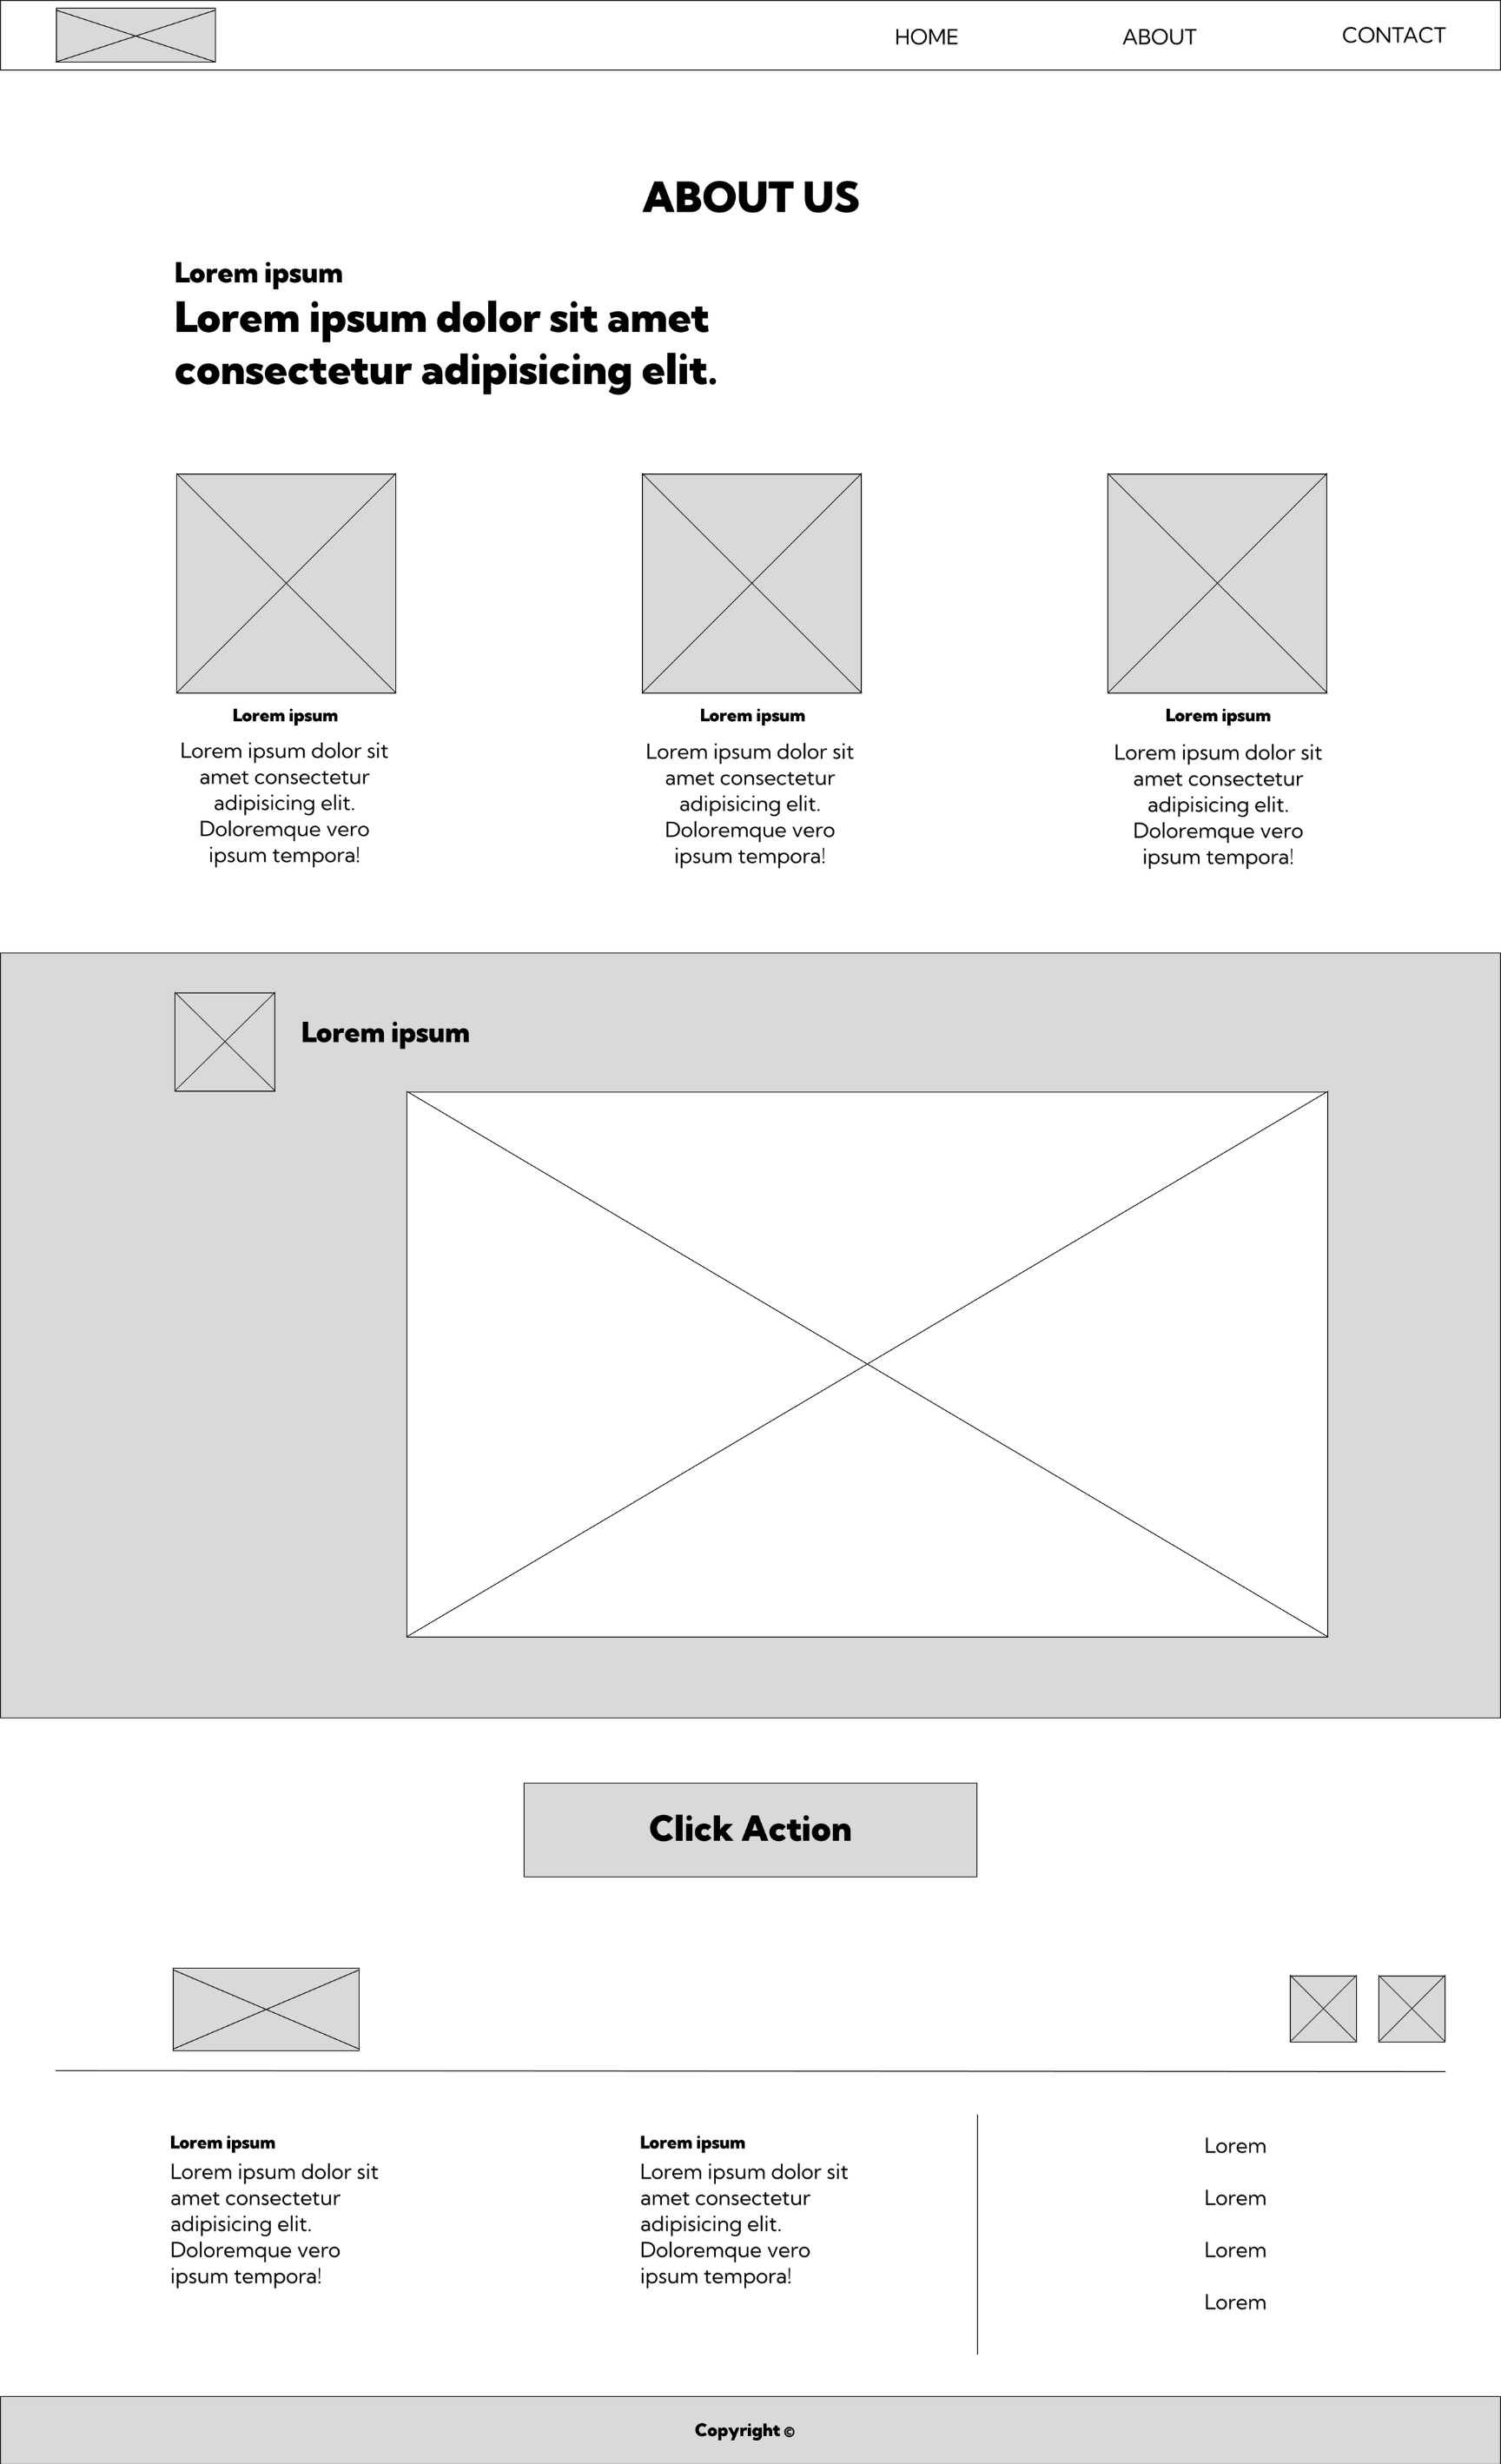 HOME
ABOUT
CONTACT
ABOUT US
Lorem ipsum
Lorem ipsum dolor sit amet
consectetur adipisicing elit.
Lorem ipsum
Lorem ipsum dolor sit
amet consectetur
adipisicing elit.
Doloremque vero
ipsum tempora!
Lorem ipsum
Lorem ipsum dolor sit
amet consectetur
adipisicing elit.
Doloremque vero
ipsum tempora!
Lorem ipsum
Lorem ipsum dolor sit
amet consectetur
adipisicing elit.
Doloremque vero
ipsum tempora!
Lorem ipsum
Click Action
Lorem ipsum
Lorem ipsum dolor sit
amet consectetur
adipisicing elit.
Doloremque vero
ipsum tempora!
Lorem ipsum
Lorem ipsum dolor sit
amet consectetur
adipisicing elit.
Doloremque vero
ipsum tempora!
Lorem
Lorem
Lorem
Lorem
Copyright ©